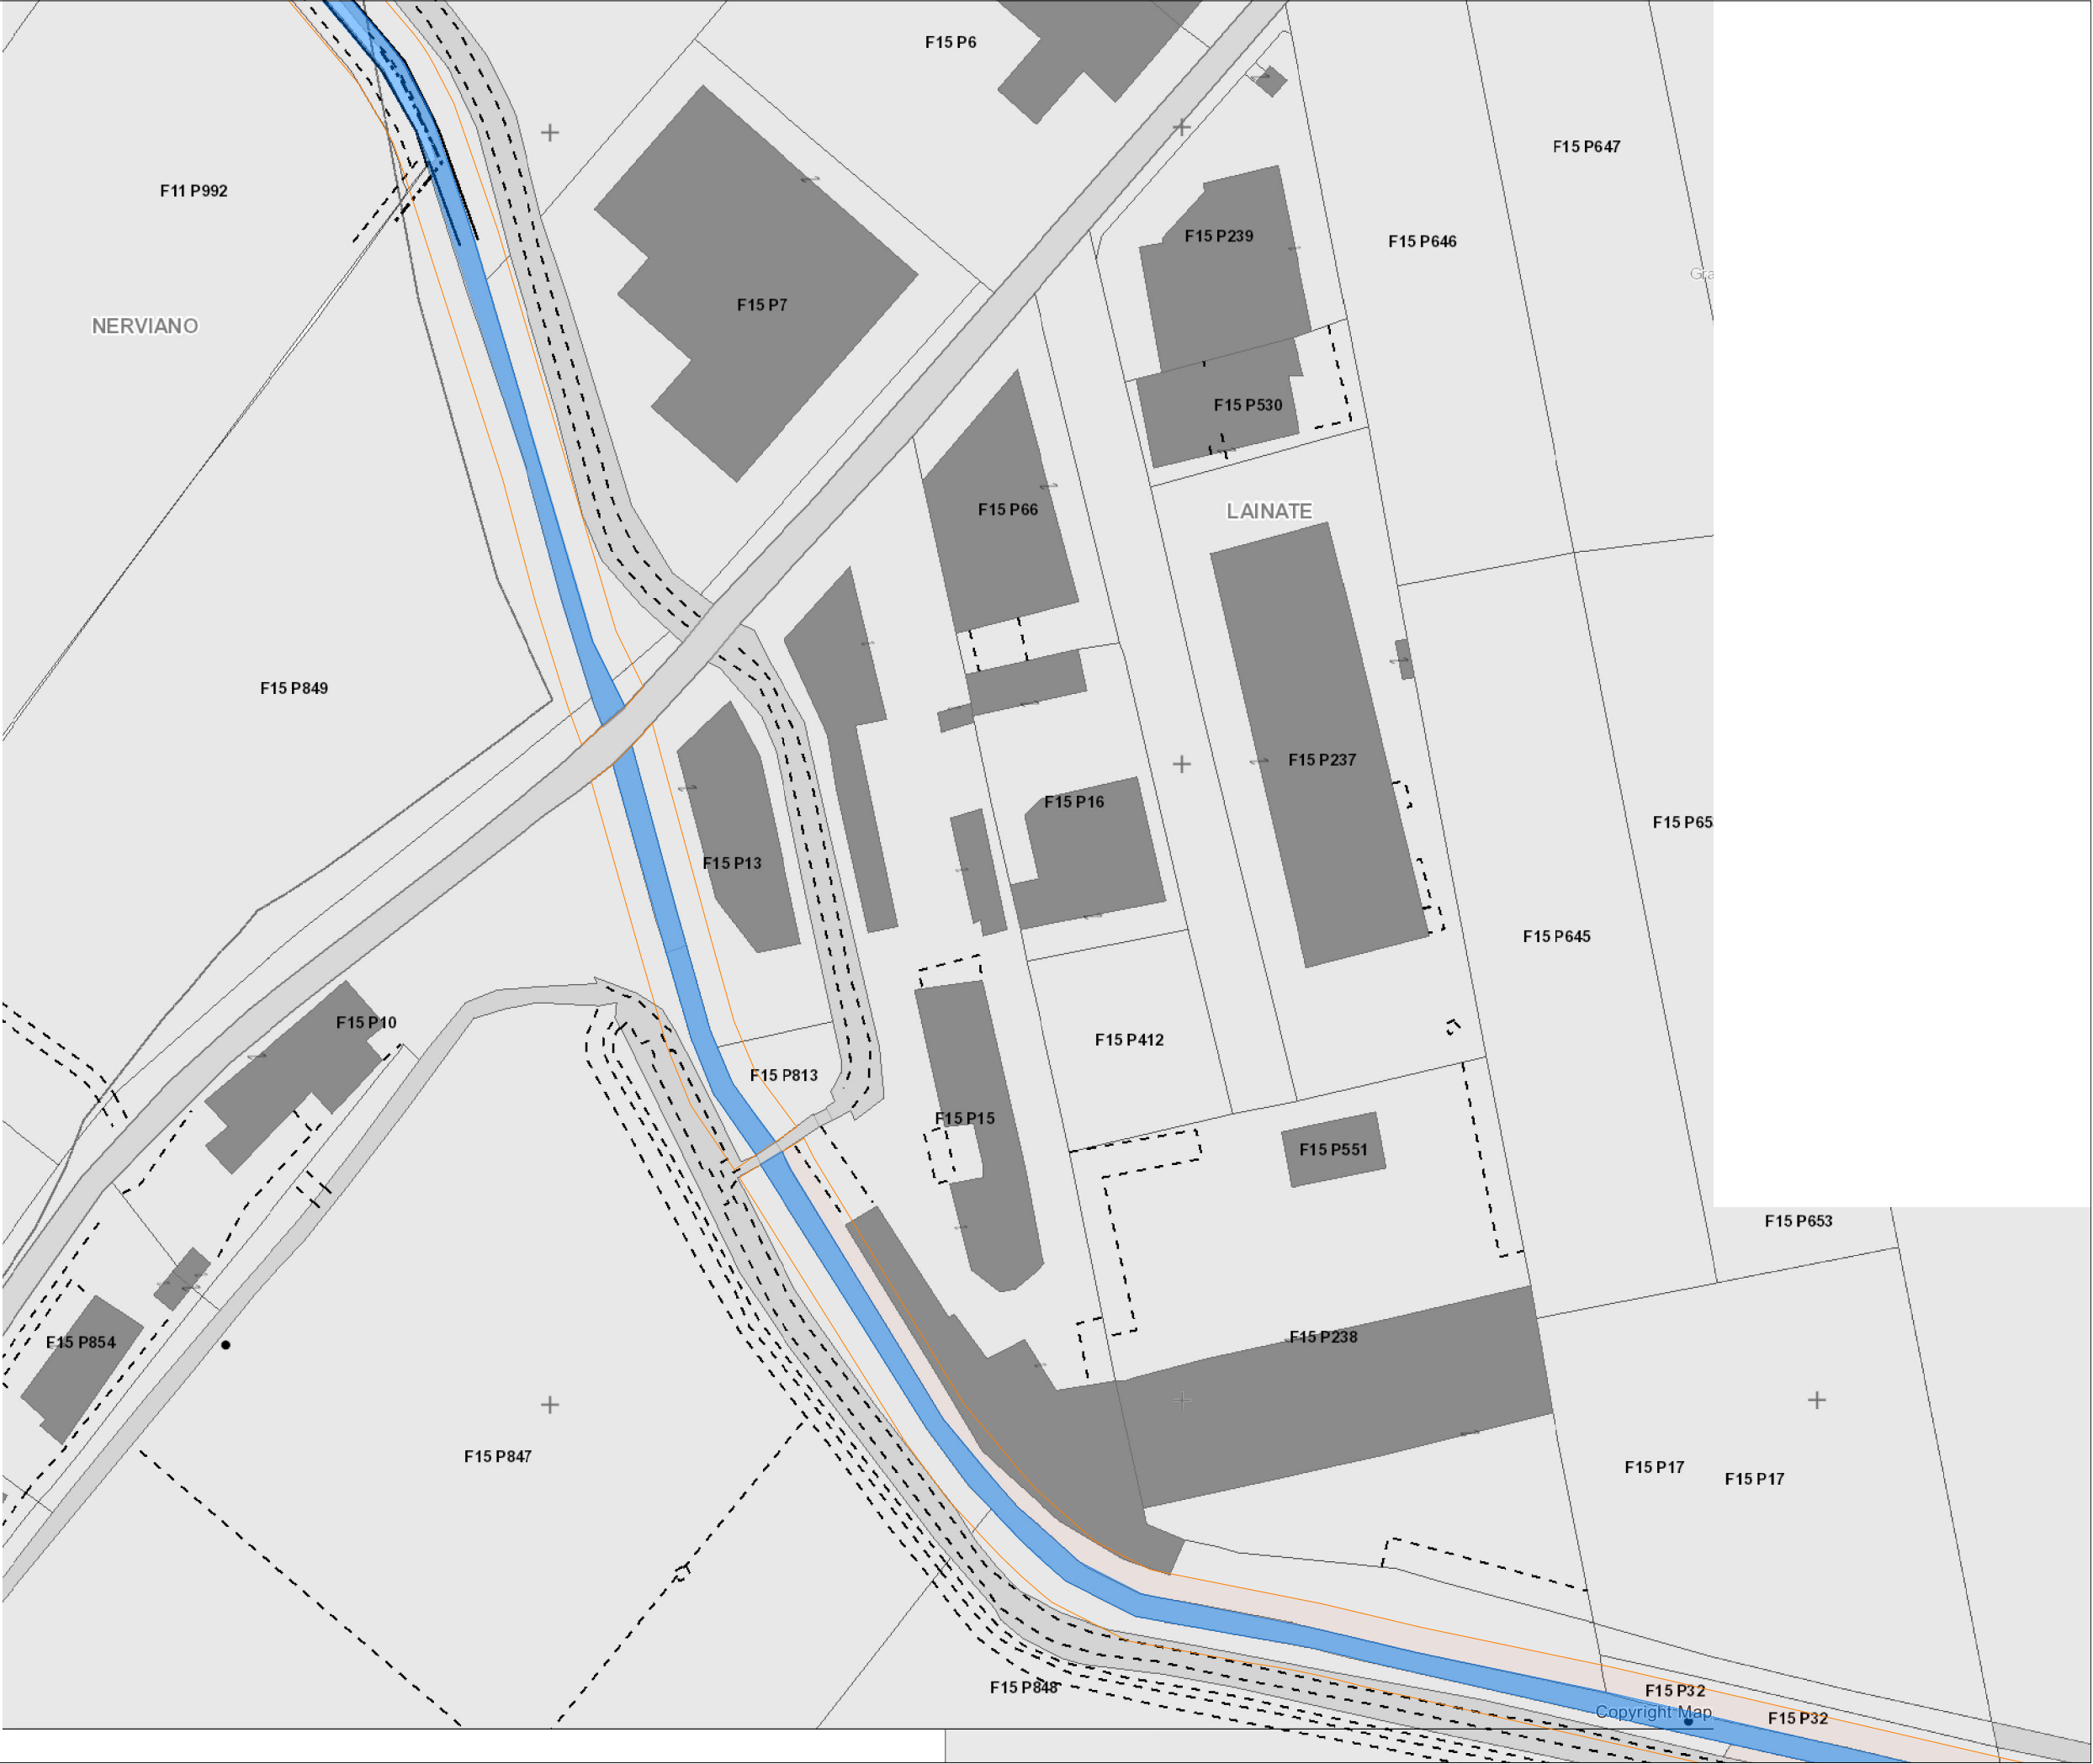 F15 P6
F15 P647
F11 P992
F15 P239
F15 P646
Gra
F15 P7
NERVIANO
F15 P530
F15 P66
LAINATE
F15 P849
F15 P237
F15 P16
F15 P65
F15 P13
F15 P645
F15 P10
F15 P412
F15 P813
F15 P15
F15 P551
F15 P653
F15 P854
F15 P238
F15 P847
F15 P17
F15 P17
F15 P848
F15 P32
Copyright Map
F15 P32